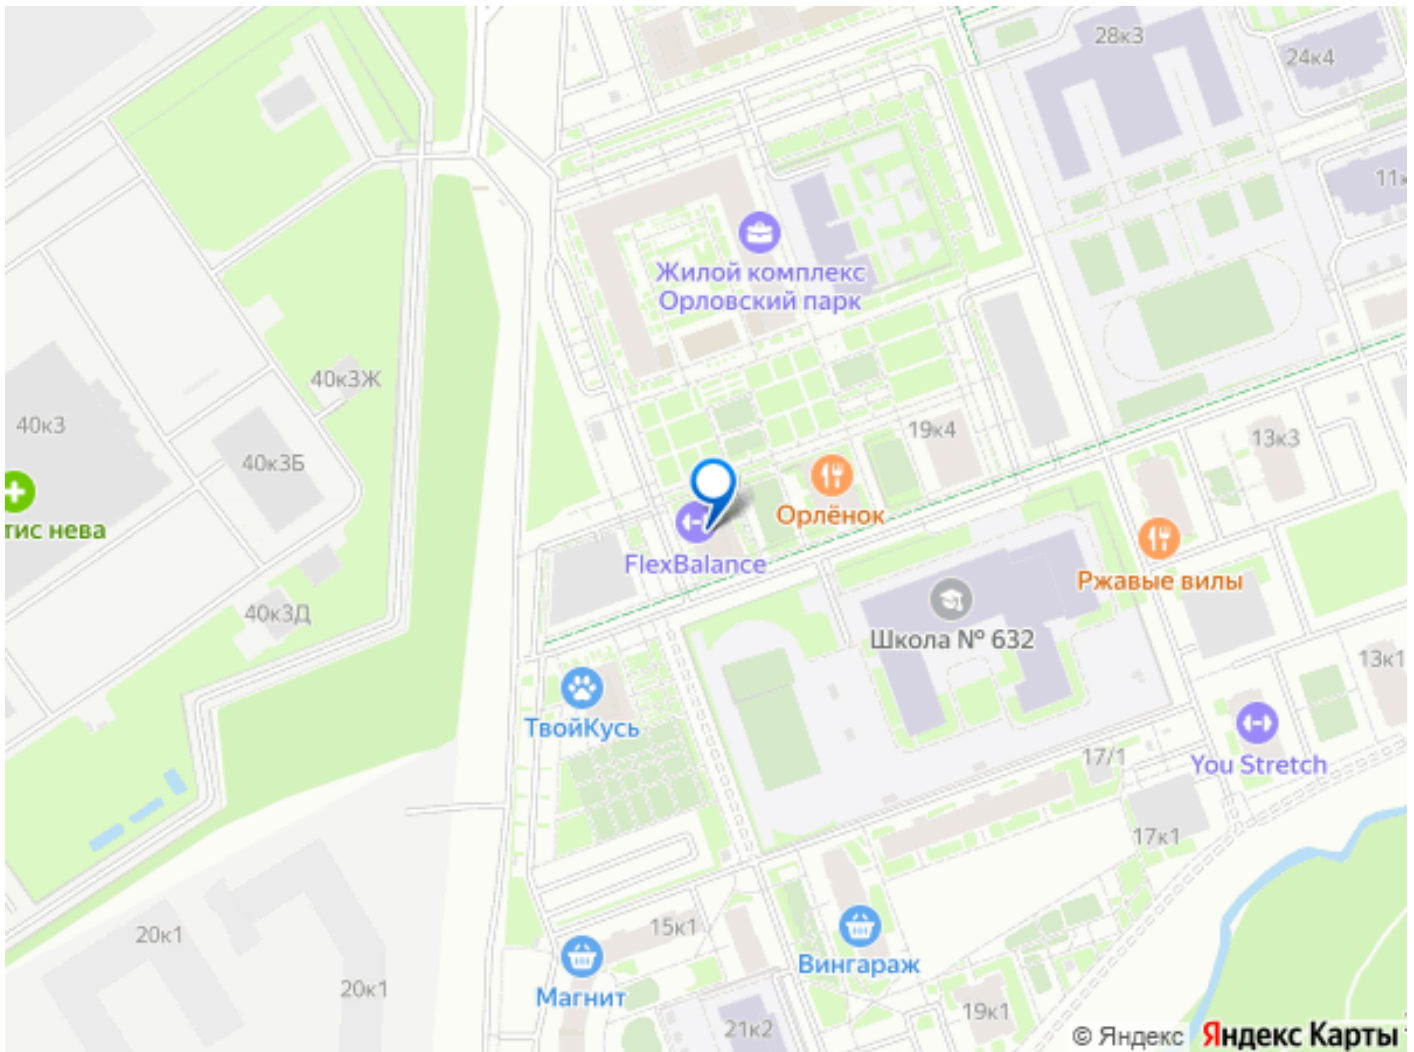 28к3
24к4
11к
Жилой комплекс
Орловский парк
40к3Ж
40к3
19к4
13к3
40к3Б
тис нева
Орлёнок
FlexBalance
Ржавые вилы
40к3Д
Школа № 632
13к1
ТвойКусь
17/1
You Stretch
17к1
15к1
20к1
Вингараж
20к1
Магнит
19к1
21к2
© Яндекс Яндекс Карты